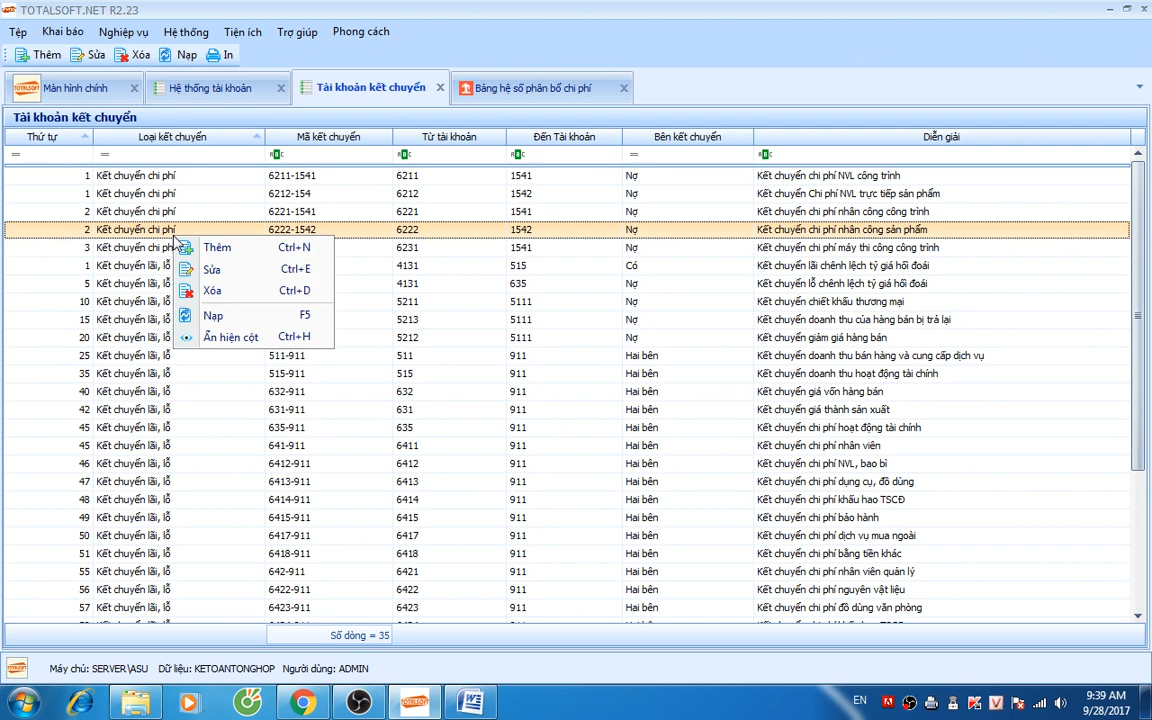 TOTALSOFT.NET R2.23
Tệp Khai báo Nghiệp vụ Hệ thống Tiện ích Trợ giúp Phong cách
Thêm Sửa Xóa Nạp In
TOTALSOFT Màn hình chính Hệ thống tài khoản Tài khoản kết chuyển Bảng hệ số phân bổ chi phí
Tài khoản kết chuyển
Thứ tự Loại kết chuyển Mã kết chuyển Từ tài khoản Đến Tài khoản Bên kết chuyển Diễn giải
= = ABC ABC ABC = ABC
1 Kết chuyển chi phí 6211-1541 6211 1541 Nợ Kết chuyển chi phí NVL công trình
1 Kết chuyển chi phí 6212-154 6212 1542 Nợ Kết chuyển Chi phí NVL trực tiếp sản phẩm
2 Kết chuyển chi phí 6221-1541 6221 1541 Nợ Kết chuyển chi phí nhân công công trình
2 Kết chuyển chi phí 6222-1542 6222 1542 Nợ Kết chuyển chi phí nhân công sản phẩm
3 Kết chuyển chi ph Thêm Ctrl+N 6231 1541 Nợ Kết chuyển chi phí máy thi công công trình
1 Kết chuyển lãi, lỗ Sửa Ctrl+E 4131 515 Có Kết chuyển lãi chênh lệch tỷ giá hối đoái
5 Kết chuyển lãi, lỗ Xóa Ctrl+D 4131 635 Nợ Kết chuyển lỗ chênh lệch tỷ giá hối đoái
10 Kết chuyển lãi, lỗ 5211 5111 Nợ Kết chuyển chiết khấu thương mại
15 Kết chuyển lãi, lỗ Nạp F5 5213 5111 Nợ Kết chuyển doanh thu của hàng bán bị trả lại
20 Kết chuyển lãi, lỗ Ẩn hiện cột Ctrl+H 5212 5111 Nợ Kết chuyển giảm giá hàng bán
25 Kết chuyển lãi, lỗ 511-911 511 911 Hai bên Kết chuyển doanh thu bán hàng và cung cấp dịch vụ
35 Kết chuyển lãi, lỗ 515-911 515 911 Hai bên Kết chuyển doanh thu hoạt động tài chính
40 Kết chuyển lãi, lỗ 632-911 632 911 Hai bên Kết chuyển giá vốn hàng bán
42 Kết chuyển lãi, lỗ 631-911 631 911 Hai bên Kết chuyển giá thành sản xuất
45 Kết chuyển lãi, lỗ 635-911 635 911 Hai bên Kết chuyển chi phí hoạt động tài chính
45 Kết chuyển lãi, lỗ 641-911 6411 911 Hai bên Kết chuyển chi phí nhân viên
46 Kết chuyển lãi, lỗ 6412-911 6412 911 Hai bên Kết chuyển chi phí NVL, bao bì
47 Kết chuyển lãi, lỗ 6413-911 6413 911 Hai bên Kết chuyển chi phí dụng cụ, đồ dùng
48 Kết chuyển lãi, lỗ 6414-911 6414 911 Hai bên Kết chuyển chi phí khấu hao TSCĐ
49 Kết chuyển lãi, lỗ 6415-911 6415 911 Hai bên Kết chuyển chi phí bảo hành
50 Kết chuyển lãi, lỗ 6417-911 6417 911 Hai bên Kết chuyển chi phí dịch vụ mua ngoài
51 Kết chuyển lãi, lỗ 6418-911 6418 911 Hai bên Kết chuyển chi phí bằng tiền khác
55 Kết chuyển lãi, lỗ 642-911 6421 911 Hai bên Kết chuyển chi phí nhân viên quản lý
56 Kết chuyển lãi, lỗ 6422-911 6422 911 Hai bên Kết chuyển chi phí nguyên vật liệu
57 Kết chuyển lãi, lỗ 6423-911 6423 911 Hai bên Kết chuyển chi phí đồ dùng văn phòng
Số dòng = 35
TOTALSOFT Máy chủ: SERVER\ASU Dữ liệu: KETOANTONGHOP Người dùng: ADMIN
TOTALSOFT EN 9:39 AM
9/28/2017